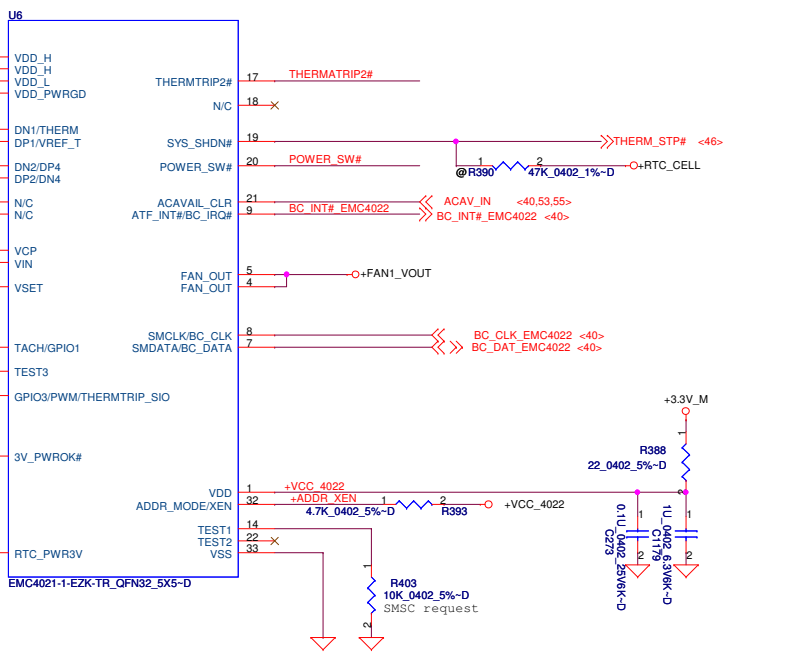 U6
VDD_H
VDD_H
VDD_L
VDD_PWRGD
THERMTRIP2# 17 THERMATRIP2#
N/C 18
DN1/THERM
DP1/VREF_T
SYS_SHDN# 19 THERM_STP# <46>
DN2/DP4
DP2/DN4
POWER_SW# 20 POWER_SW#
1 2
@R390 47K_0402_1%~D +RTC_CELL
N/C
N/C
ACAVAIL_CLR 21 ACAV_IN <40,53,55>
ATF_INT#/BC_IRQ# 9 BC_INT#_EMC4022 BC_INT#_EMC4022 <40>
VCP
VIN
VSET
FAN_OUT 5 +FAN1_VOUT
FAN_OUT 4
SMCLK/BC_CLK 8 BC_CLK_EMC4022 <40>
SMDATA/BC_DATA 7 BC_DAT_EMC4022 <40>
TACH/GPIO1
TEST3
GPIO3/PWM/THERMTRIP_SIO
+3.3V_M
1
R388
22_0402_5%~D
2
3V_PWROK#
VDD 1 +VCC_4022
ADDR_MODE/XEN 32 +ADDR_XEN 1 2 +VCC_4022
4.7K_0402_5%~D R393
TEST1 14
TEST2 22
VSS 33
RTC_PWR3V
EMC4021-1-EZK-TR_QFN32_5X5~D
1
R403
10K_0402_5%~D
SMSC request
2
1
0.1U_0402_25V6K~D
C273
2
1
1U_0402_6.3V6K~D
C1179
2